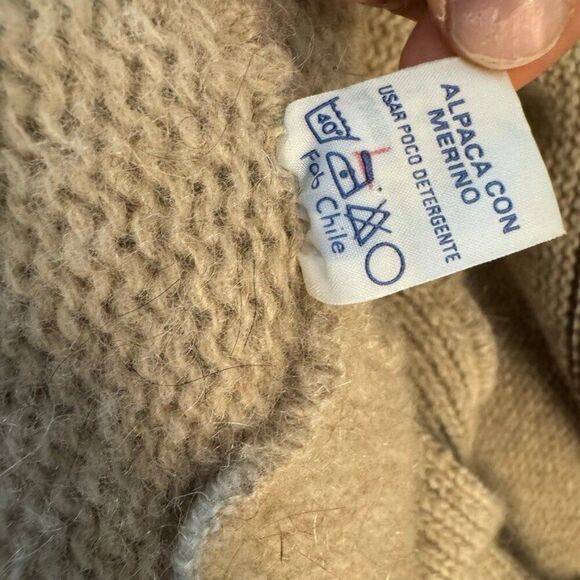 ALPACA CON
MERINO
USAR POCO DETERGENTE
40°
L
Fab Chile